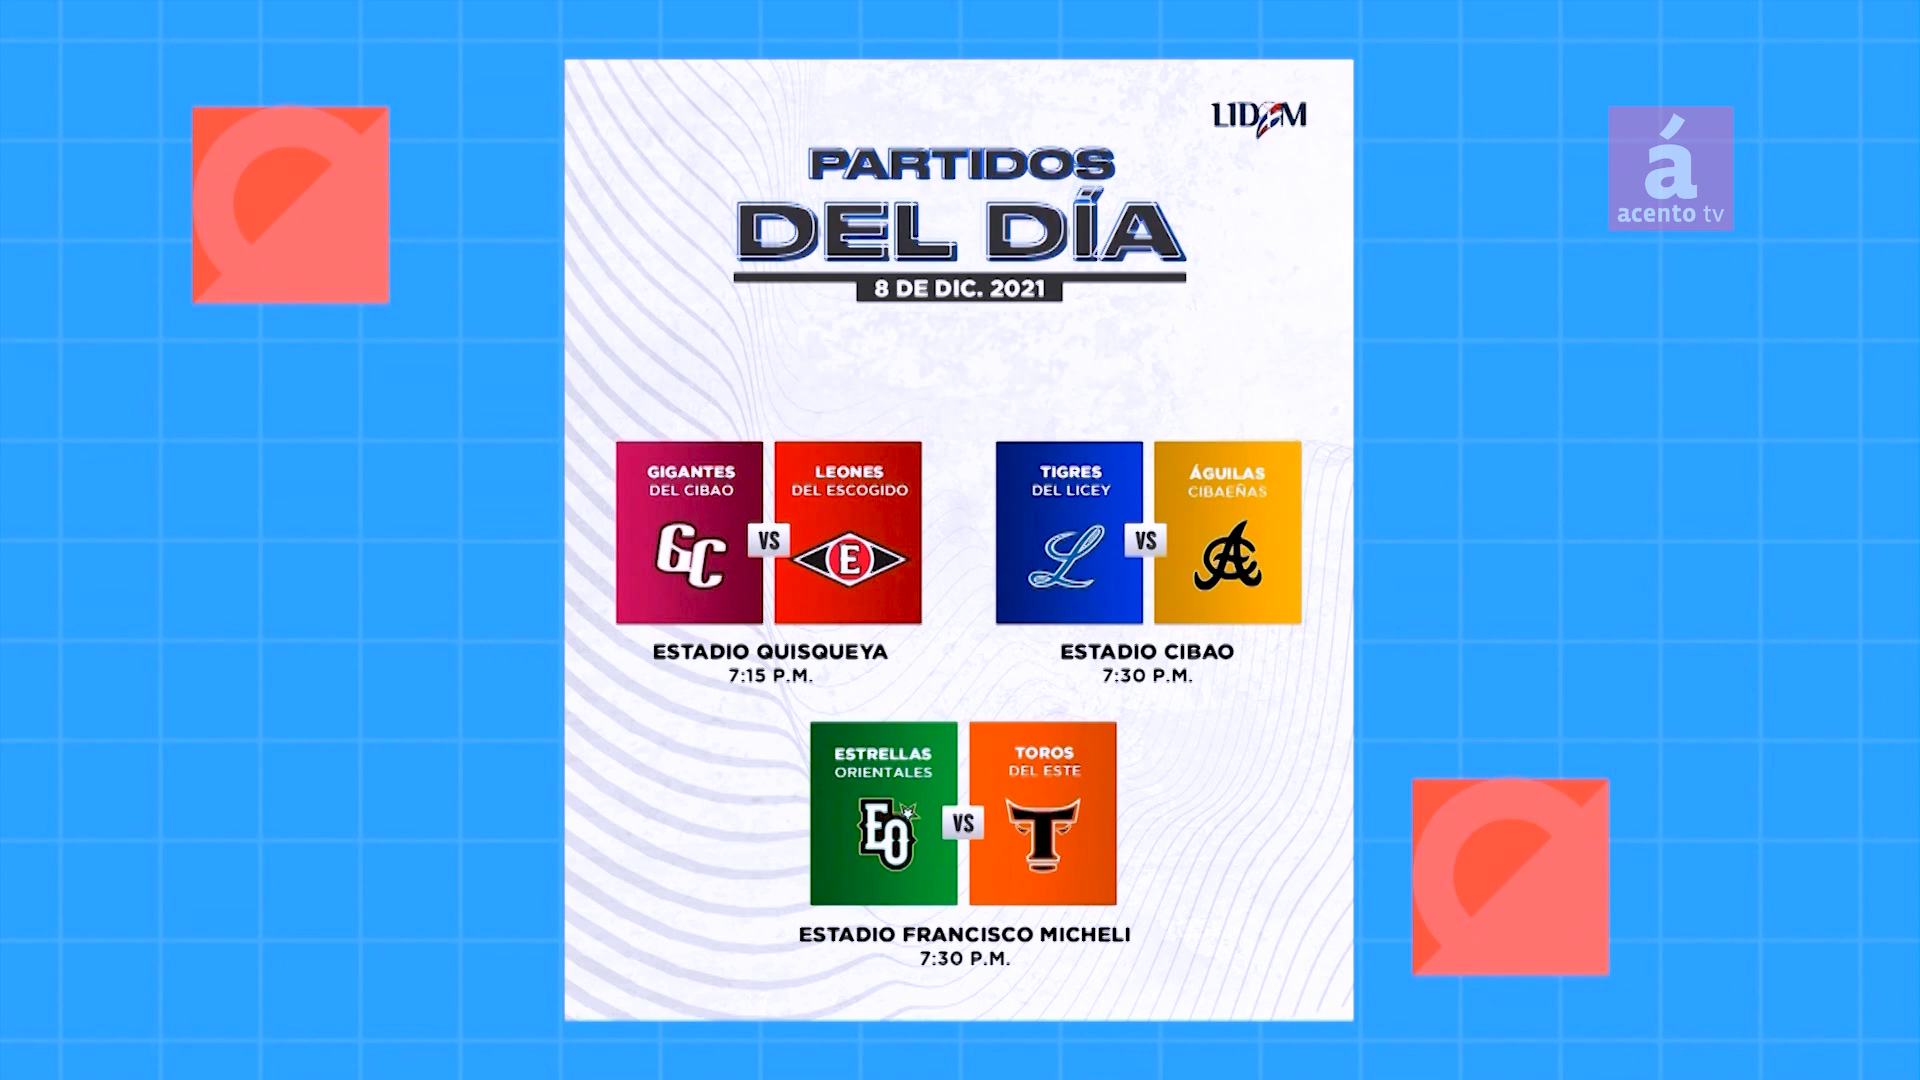 LIDOM
PARTIDOS
DEL DÍA
8 DE DIC. 2021
á
acento tv
GIGANTES
DEL CIBAO
GC
VS
LEONES
DEL ESCOGIDO
E
ESTADIO QUISQUEYA
7:15 P.M.
TIGRES
DEL LICEY
L
VS
ÁGUILAS
CIBAEÑAS
AC
ESTADIO CIBAO
7:30 P.M.
ESTRELLAS
ORIENTALES
EO
VS
TOROS
DEL ESTE
T
ESTADIO FRANCISCO MICHELI
7:30 P.M.